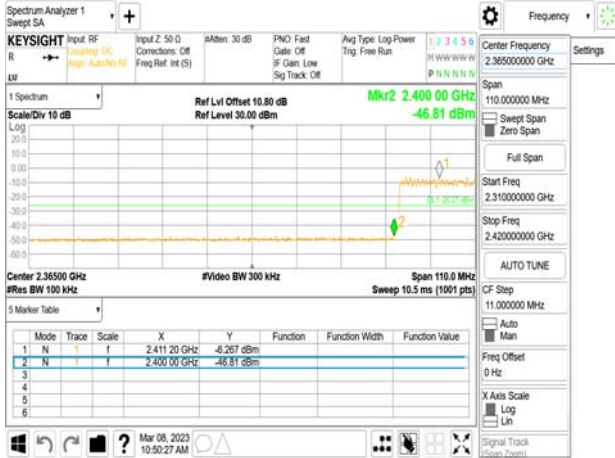 Spectrum Analyzer 1
Swept SA
Frequency
KEYSIGHT
Input: RF
Coupling: DC
Align: Auto/No RF
Input Z: 50 Ω
Corrections: Off
Freq Ref: Int (S)
#Atten: 30 dB
PNO: Fast
Gate: Off
IF Gain: Low
Sig Track: Off
Avg Type: Log-Power
Trig: Free Run
1 2 3 4 5 6
M W W W W W
P N N N N N
R
LXI
1 Spectrum
Scale/Div 10 dB
Ref Lvl Offset 10.80 dB
Ref Level 30.00 dBm
Mkr2 2.400 00 GHz
-46.81 dBm
Log
20.0
10.0
0.00
-10.0
-20.0
-30.0
-40.0
-50.0
-60.0
1
2
Center 2.36500 GHz
#Res BW 100 kHz
#Video BW 300 kHz
Span 110.0 MHz
Sweep 10.5 ms (1001 pts)
5 Marker Table
Mode Trace Scale X Y Function Function Width Function Value
1 N 1 f 2.411 20 GHz -6.267 dBm
2 N 1 f 2.400 00 GHz -46.81 dBm
3
4
5
6
Mar 08, 2023
10:50:27 AM
Center Frequency
2.365000000 GHz
Settings
Span
110.000000 MHz
Swept Span
Zero Span
Full Span
Start Freq
2.310000000 GHz
Stop Freq
2.420000000 GHz
AUTO TUNE
CF Step
11.000000 MHz
Auto
Man
Freq Offset
0 Hz
X Axis Scale
Log
Lin
Signal Track
(Span Zoom)